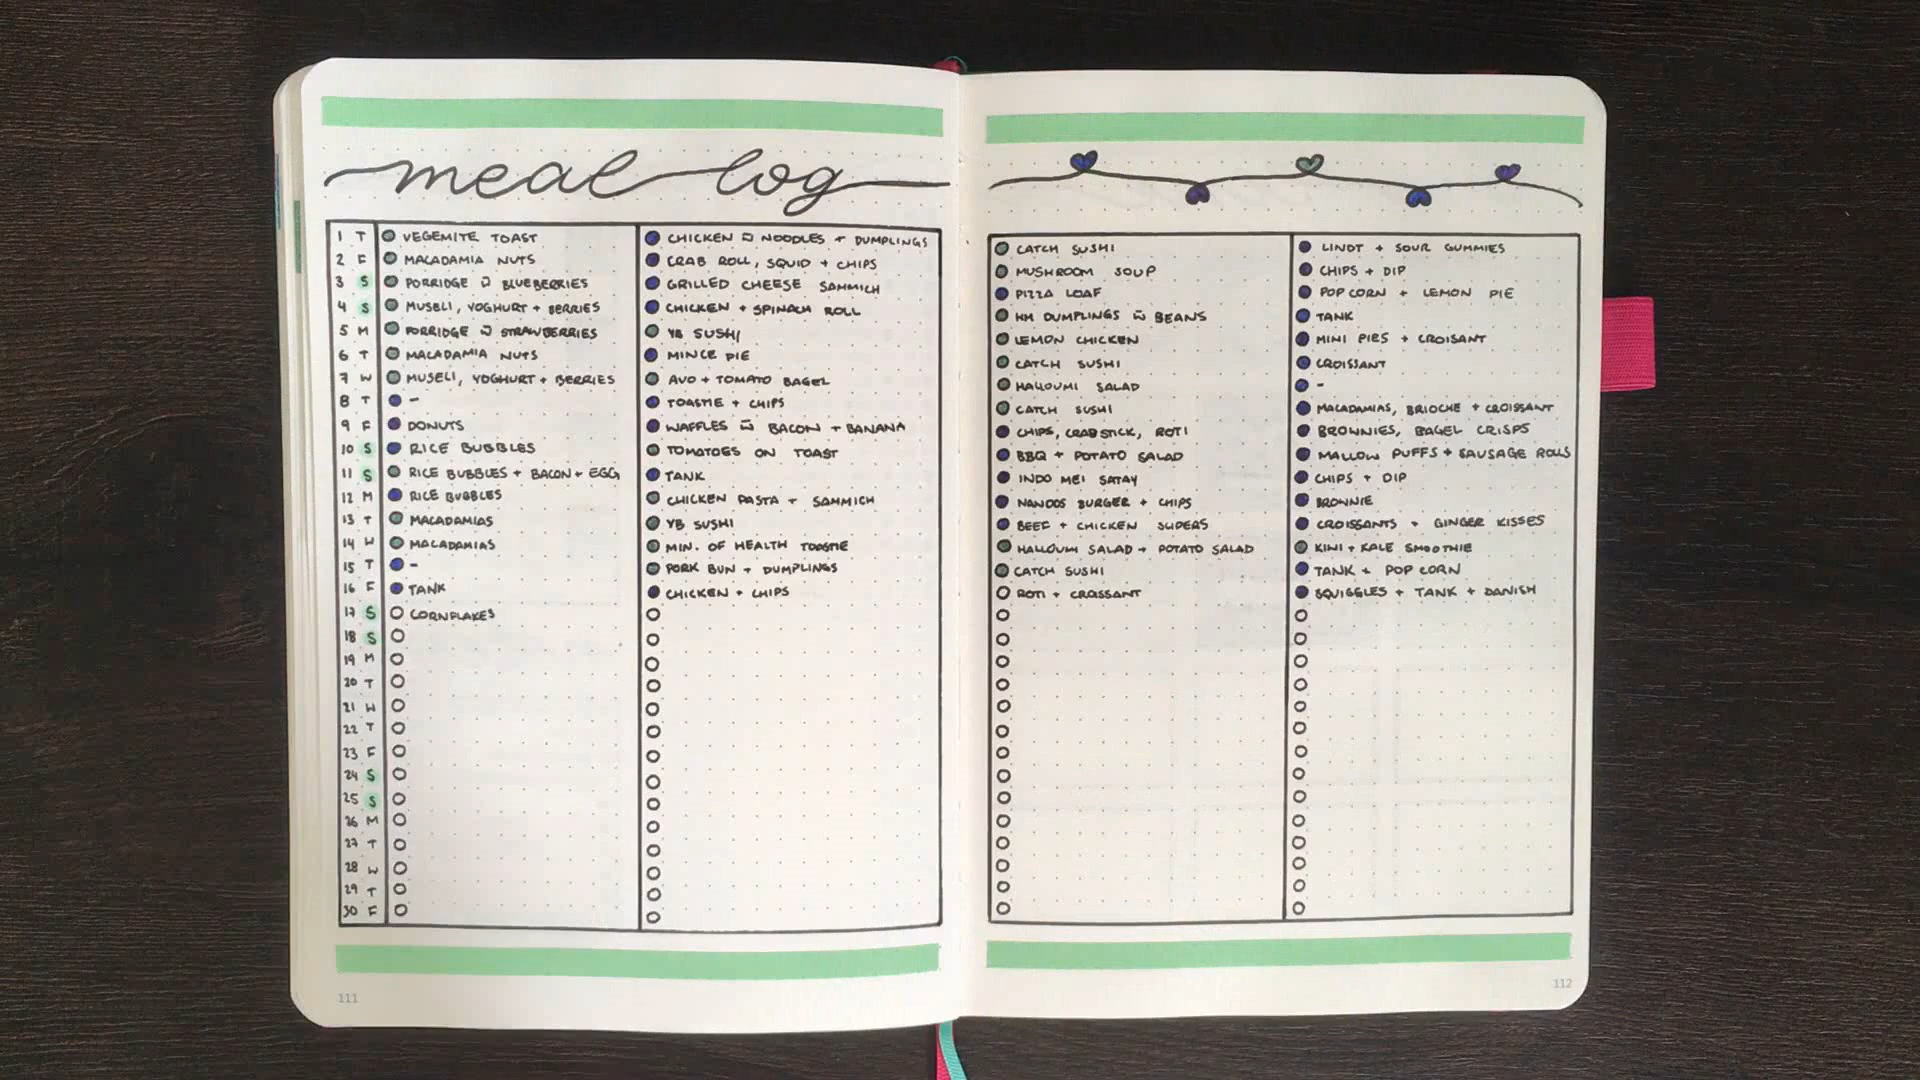 meal log
1 T VEGEMITE TOAST
2 F MACADAMIA NUTS
3 S PORRIDGE W BLUEBERRIES
4 S MUSELI, YOGHURT + BERRIES
5 M PORRIDGE W STRAWBERRIES
6 T MACADAMIA NUTS
7 W MUSELI, YOGHURT + BERRIES
8 T -
9 F DONUTS
10 S RICE BUBBLES
11 S RICE BUBBLES + BACON + EGG
12 M RICE BUBBLES
13 T MACADAMIAS
14 W MACADAMIAS
15 T -
16 F TANK
17 S CORNFLAKES
18 S
19 M
20 T
21 W
22 T
23 F
24 S
25 S
26 M
27 T
28 W
29 T
30 F
CHICKEN W NOODLES + DUMPLINGS
CRAB ROLL, SQUID + CHIPS
GRILLED CHEESE SAMMICH
CHICKEN + SPINACH ROLL
YB SUSHI
MINCE PIE
AVO + TOMATO BAGEL
TOASTIE + CHIPS
WAFFLES W BACON + BANANA
TOMATOES ON TOAST
TANK
CHICKEN PASTA + SAMMICH
YB SUSHI
MIN. OF HEALTH TOASTIE
PORK BUN + DUMPLINGS
CHICKEN + CHIPS
111
CATCH SUSHI
MUSHROOM SOUP
PIZZA LOAF
HM DUMPLINGS W BEANS
LEMON CHICKEN
CATCH SUSHI
HALLOUMI SALAD
CATCH SUSHI
CHIPS, CRABSTICK, ROTI
BBQ + POTATO SALAD
INDO MEI SATAY
NANDOS BURGER + CHIPS
BEEF + CHICKEN SLIDERS
HALLOUMI SALAD + POTATO SALAD
CATCH SUSHI
ROTI + CROISSANT
LINDT + SOUR GUMMIES
CHIPS + DIP
POPCORN + LEMON PIE
TANK
MINI PIES + CROISANT
CROISSANT
-
MACADAMIAS, BRIOCHE + CROISSANT
BROWNIES, BAGEL CRISPS
MALLOW PUFFS + SAUSAGE ROLLS
CHIPS + DIP
BROWNIE
CROISSANTS + GINGER KISSES
KIWI + KALE SMOOTHIE
TANK + POPCORN
SQUIGGLES + TANK + DANISH
112